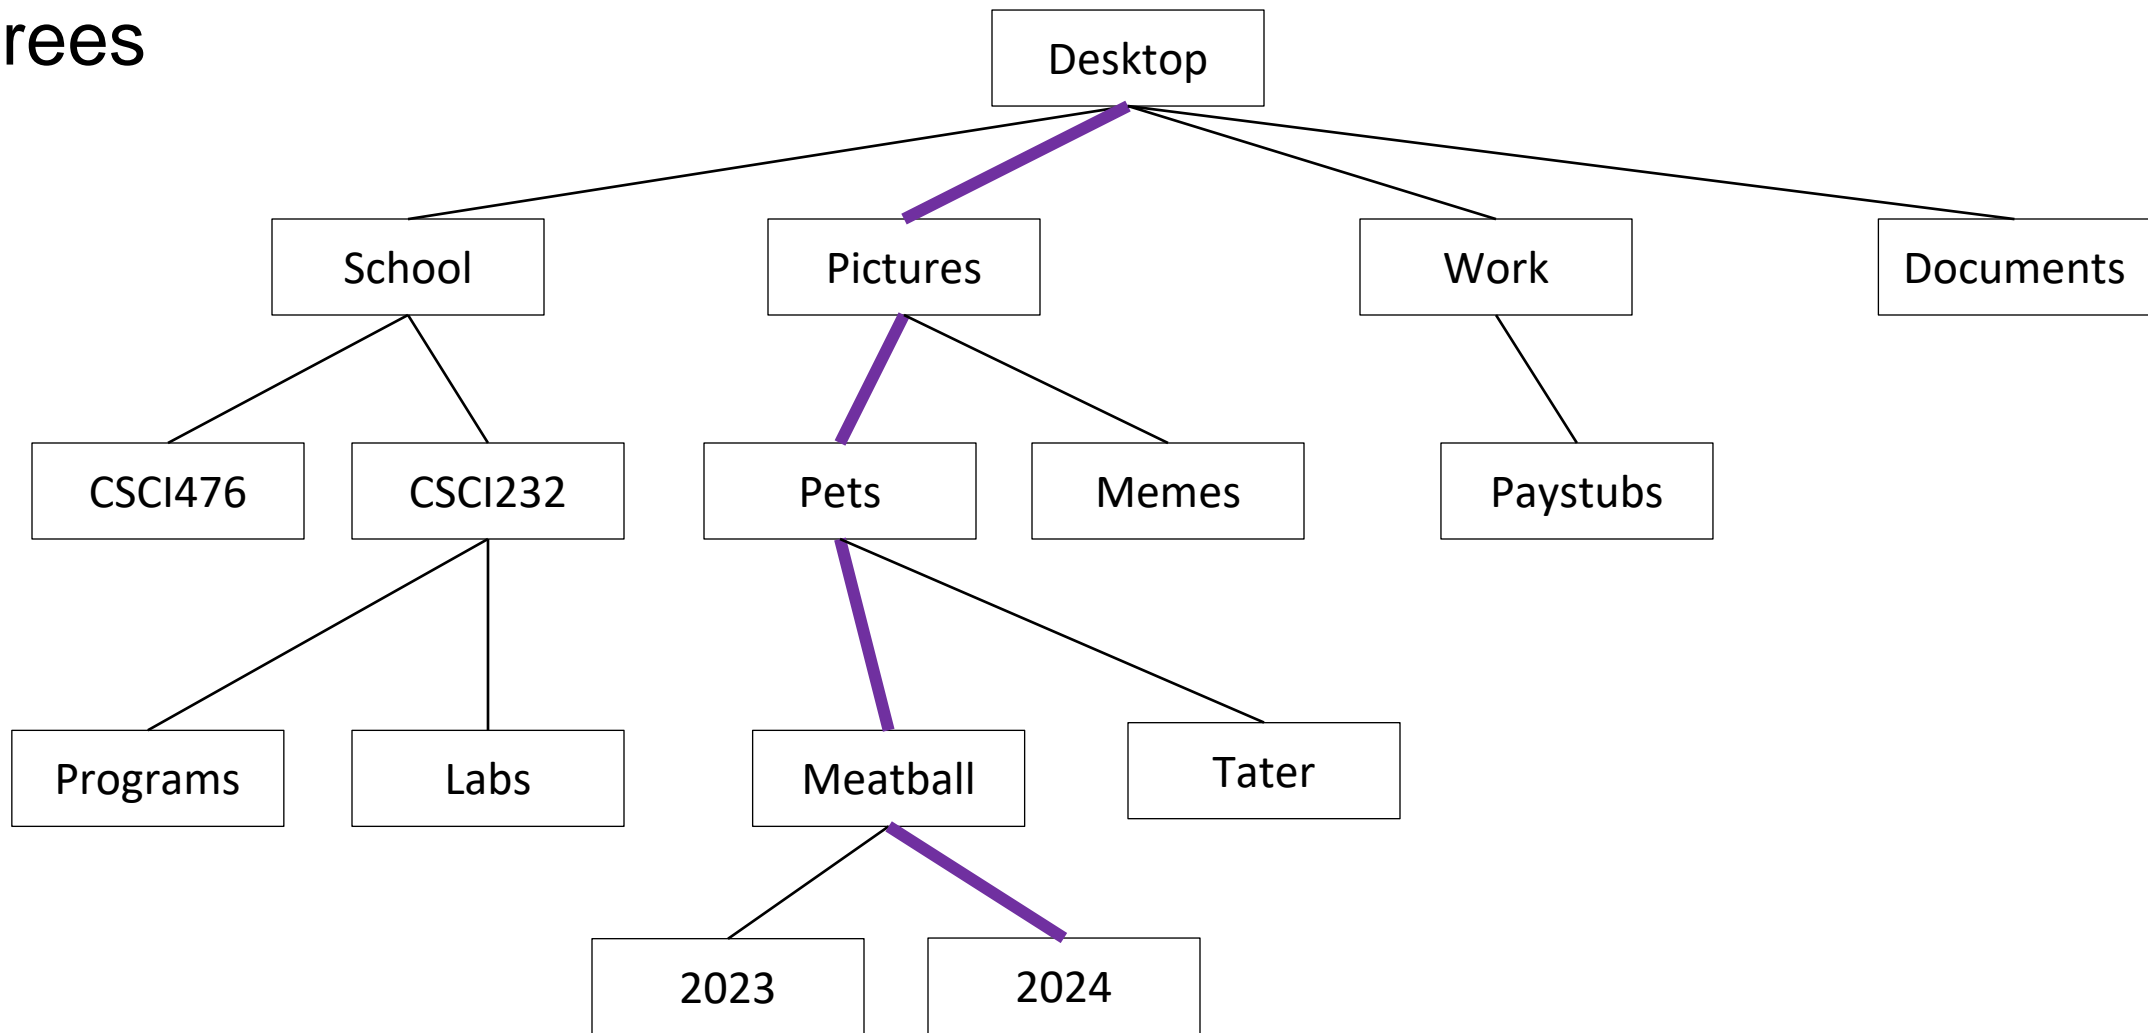 rees
Desktop
School
Pictures
Work
Documents
CSCI476
CSCI232
Pets
Memes
Paystubs
Programs
Labs
Meatball
Tater
2023
2024